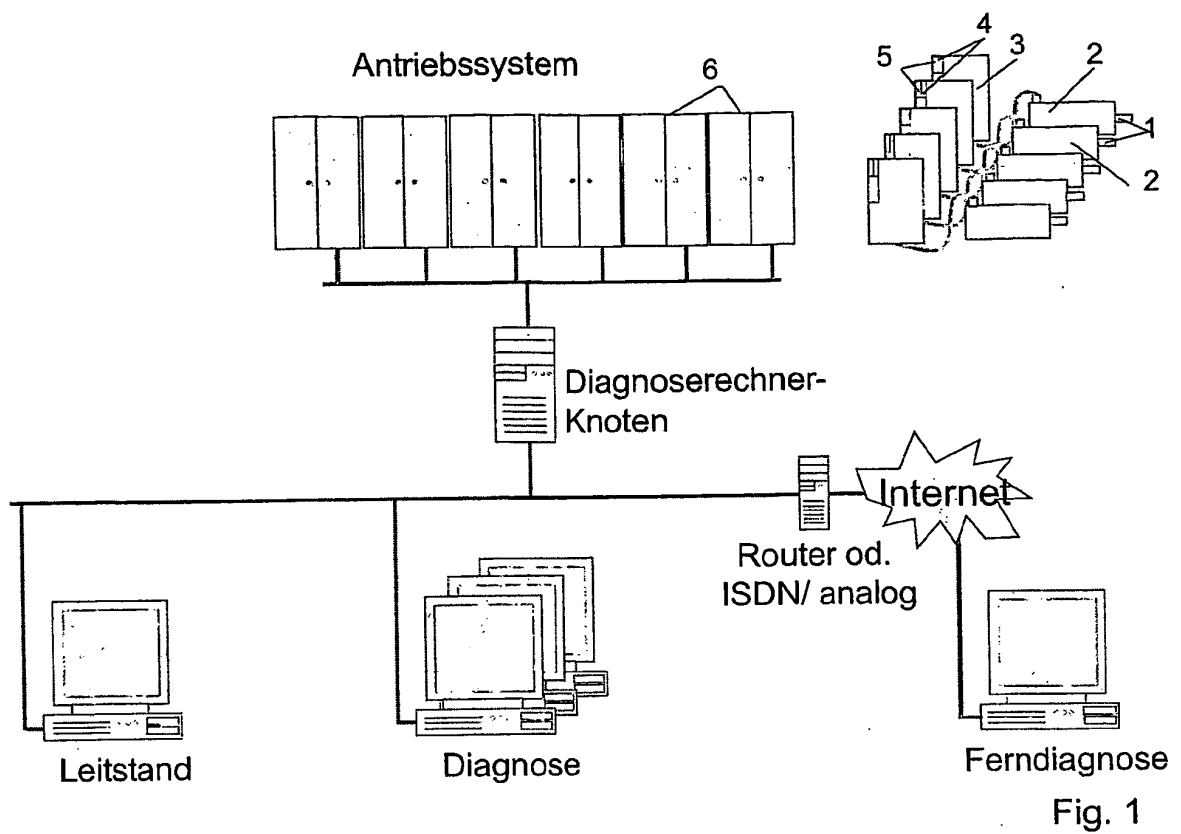 4
Antriebssystem
6
5
3
2
1
2
Diagnoserechner-
Knoten
Internet
Router od.
ISDN/ analog
Leitstand
Diagnose
Ferndiagnose
Fig. 1